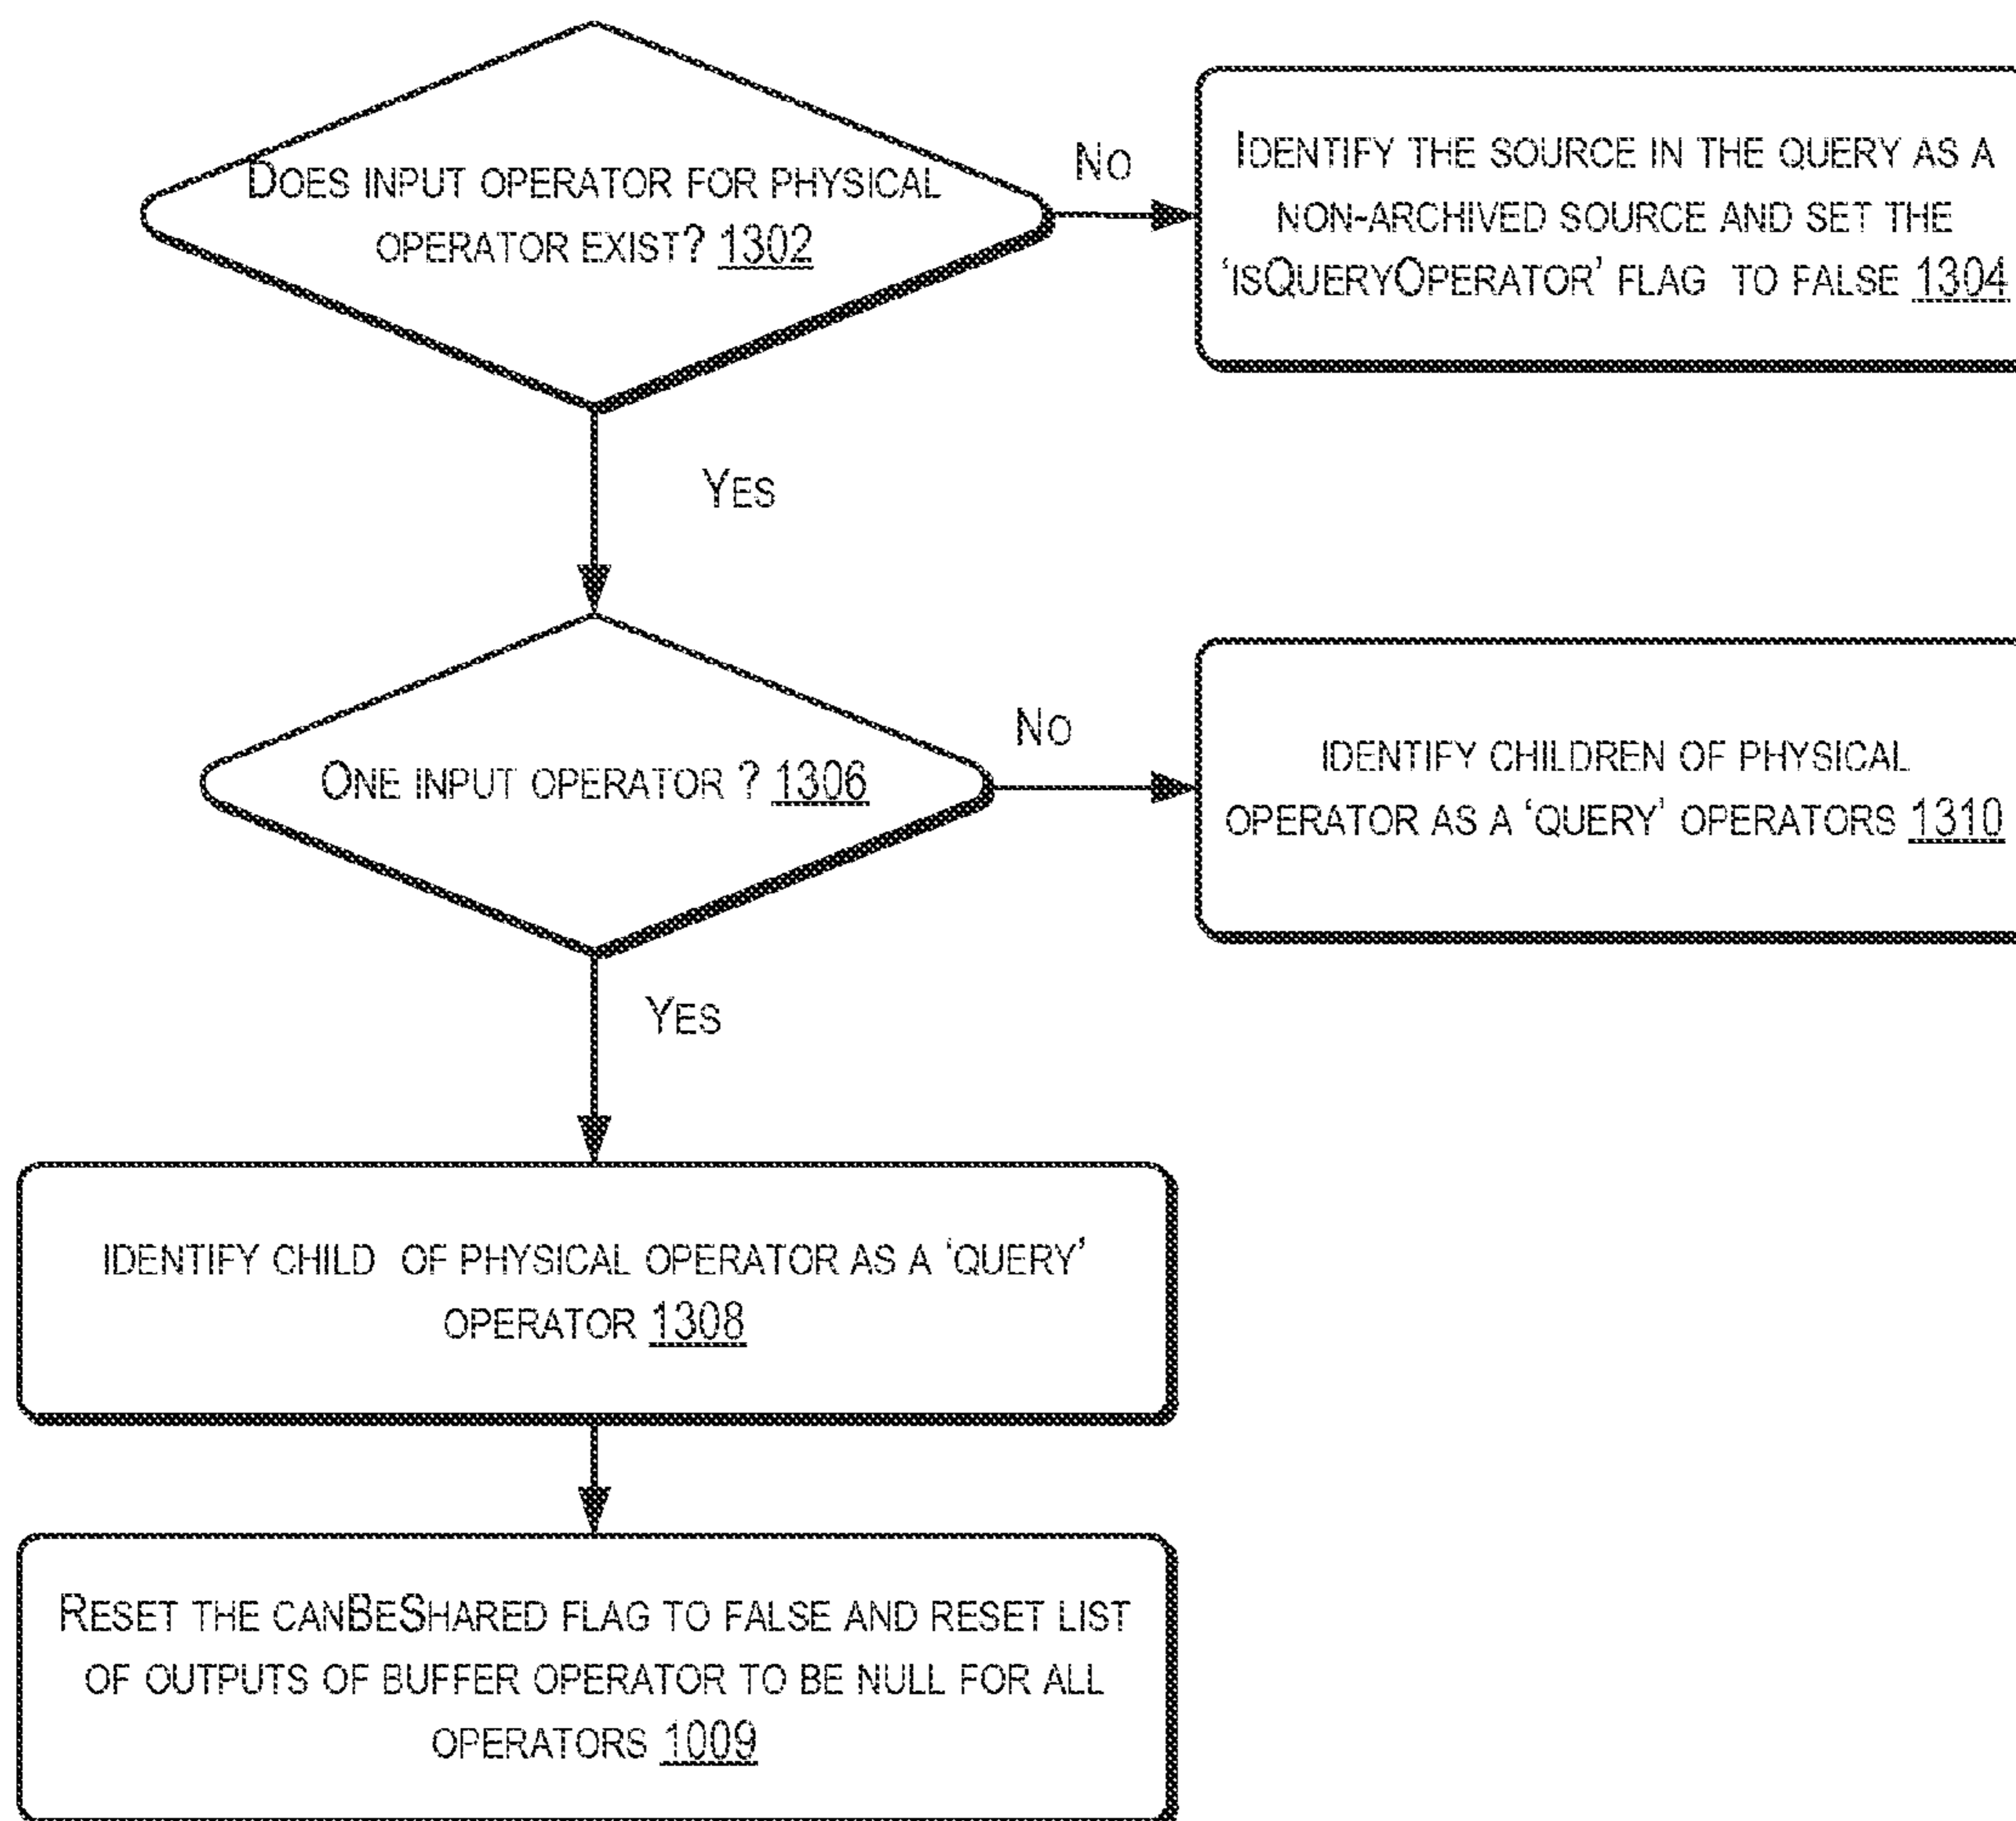 DOES INPUT OPERATOR FOR PHYSICAL
OPERATOR EXIST? 1302
NO
IDENTIFY THE SOURCE IN THE QUERY AS A
NON-ARCHIVED SOURCE AND SET THE
‘ISQUERYOPERATOR’ FLAG TO FALSE 1304
YES
ONE INPUT OPERATOR ? 1306
NO
IDENTIFY CHILDREN OF PHYSICAL
OPERATOR AS A ‘QUERY’ OPERATORS 1310
YES
IDENTIFY CHILD OF PHYSICAL OPERATOR AS A ‘QUERY’
OPERATOR 1308
RESET THE CANBESHARED FLAG TO FALSE AND RESET LIST
OF OUTPUTS OF BUFFER OPERATOR TO BE NULL FOR ALL
OPERATORS 1009